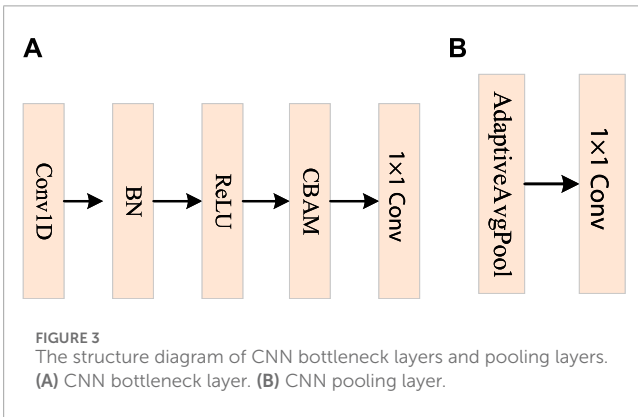 A
B
Conv1D
BN
ReLU
CBAM
1×1 Conv
AdaptiveAvgPool
1×1 Conv
FIGURE 3
The structure diagram of CNN bottleneck layers and pooling layers.
(A) CNN bottleneck layer. (B) CNN pooling layer.